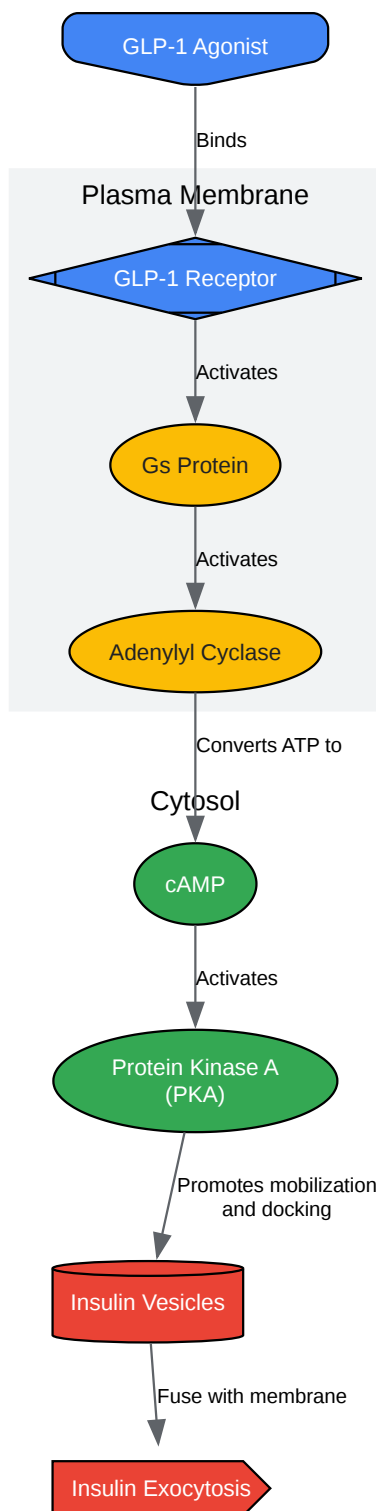 GLP-1 Agonist
Binds
Plasma Membrane
GLP-1 Receptor
Activates
Gs Protein
Activates
Adenylyl Cyclase
Converts ATP to
Cytosol
cAMP
Activates
Protein Kinase A
(PKA)
Promotes mobilization
and docking
Insulin Vesicles
Fuse with membrane
Insulin Exocytosis